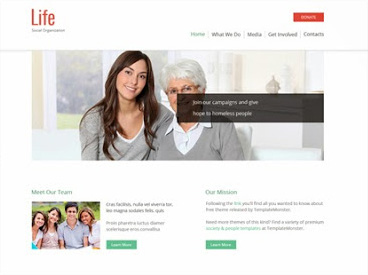 Life
Social Organization
DONATE
Home
What We Do
Media
Get Involved
Contacts
Join our campaigns and give
hope to homeless people
Meet Our Team
Cras facilisis, nulla vel viverra tor,
leo magna sodales felis, quis
Proin pharetra luctus diamer
scelerisque eros convallisa
Learn More
Our Mission
Following the link you'll find all you wanted to know about
Free theme released by TemplateMonster.
Need more themes of this kind? Find a variety of premium
society & people templates at TemplateMonster.
Learn More